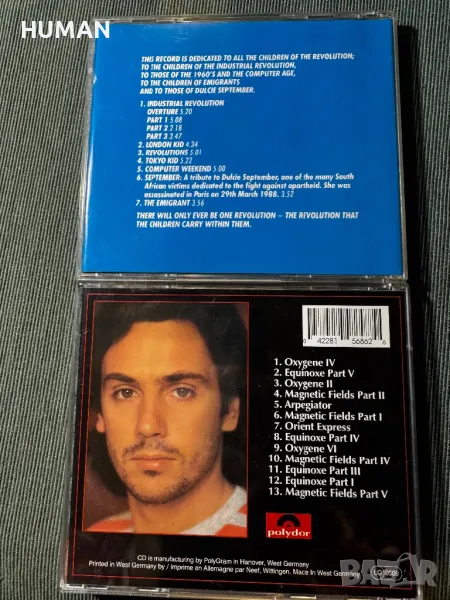 HUMAN
THIS RECORD IS DEDICATED TO ALL THE CHILDREN OF THE REVOLUTION;
TO THE CHILDREN OF THE INDUSTRIAL REVOLUTION,
TO THOSE OF THE 1960'S AND THE COMPUTER AGE,
TO THE CHILDREN OF EMIGRANTS
AND TO THOSE OF DULCIE SEPTEMBER.
1. INDUSTRIAL REVOLUTION
OVERTURE 5.20
PART 1 5.08
PART 2 2.18
PART 3 3.47
2. LONDON KID 4.34
3. REVOLUTIONS 5.01
4. TOKYO KID 5.22
5. COMPUTER WEEKEND 5.00
6. SEPTEMBER: A tribute to Dulcie September, one of the many South
African victims dedicated to the fight against apartheid. She was
assassinated in Paris on 29th March 1988. 3.52
7. THE EMIGRANT 3.56
THERE WILL ONLY EVER BE ONE REVOLUTION – THE REVOLUTION THAT
THE CHILDREN CARRY WITHIN THEM.
0 42281 56862 6
1. Oxygene IV
2. Equinoxe Part V
3. Oxygene II
4. Magnetic Fields Part II
5. Arpegiator
6. Magnetic Fields Part I
7. Orient Express
8. Equinoxe Part IV
9. Oxygene VI
10. Magnetic Fields Part IV
11. Equinoxe Part III
12. Equinoxe Part I
13. Magnetic Fields Part V
polydor
CD is manufacturing by PolyGram in Hanover, West Germany
Printed in West Germany by / Imprimé en Allemagne par Neef, Wittingen. Mace In West Germany
BAZAR